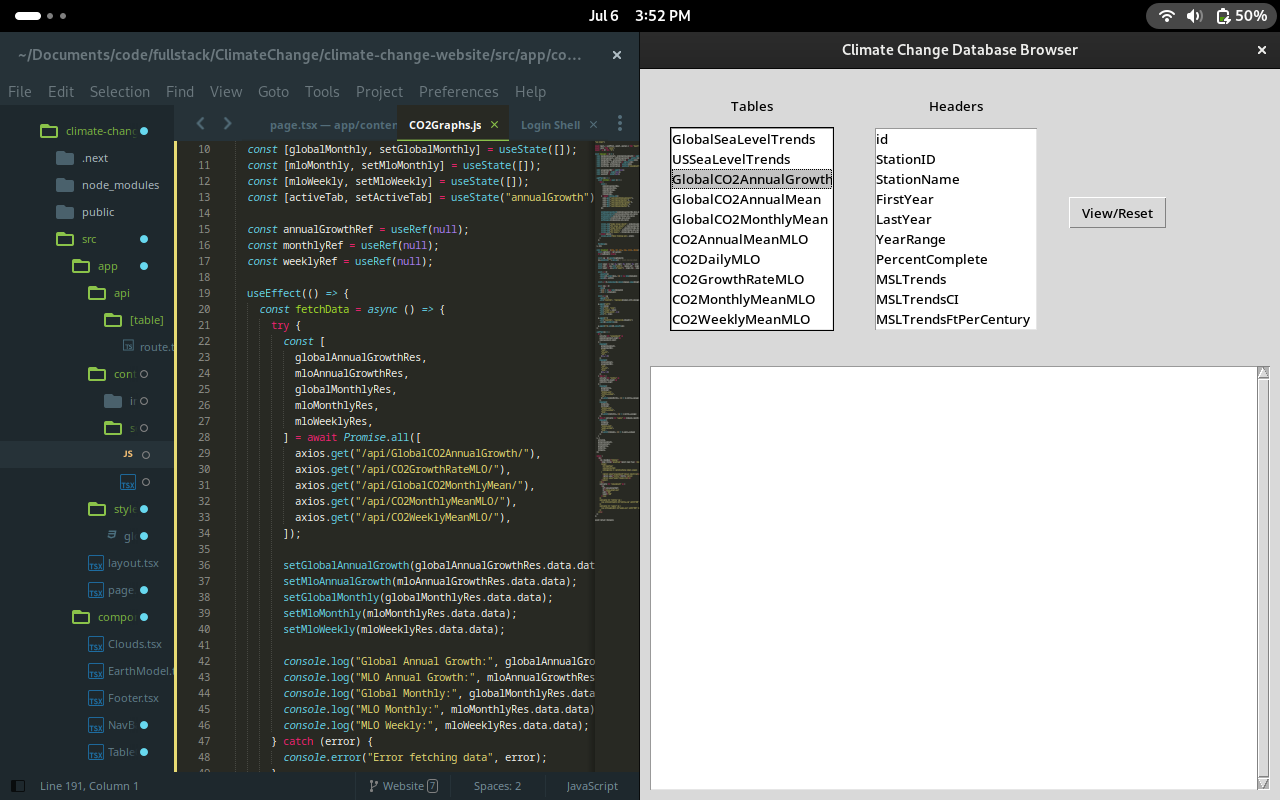 Jul 6 3:52 PM
50%
~/Documents/code/fullstack/ClimateChange/climate-change-website/src/app/co…
File Edit Selection Find View Goto Tools Project Preferences Help
climate-chan
.next
node_modules
public
src
app
api
[table]
route.t
con
ir
s
JS
TSX
style
gl
TSX layout.tsx
TSX page
compo
TSX Clouds.tsx
TSX EarthModel.t
TSX Footer.tsx
TSX NavB
TSX Table
page.tsx — app/conten
CO2Graphs.js
Login Shell
10 const [globalMonthly, setGlobalMonthly] = useState([]);
11 const [mloMonthly, setMloMonthly] = useState([]);
12 const [mloWeekly, setMloWeekly] = useState([]);
13 const [activeTab, setActiveTab] = useState("annualGrowth")
14
15 const annualGrowthRef = useRef(null);
16 const monthlyRef = useRef(null);
17 const weeklyRef = useRef(null);
18
19 useEffect(() => {
20 const fetchData = async () => {
21 try {
22 const [
23 globalAnnualGrowthRes,
24 mloAnnualGrowthRes,
25 globalMonthlyRes,
26 mloMonthlyRes,
27 mloWeeklyRes,
28 ] = await Promise.all([
29 axios.get("/api/GlobalCO2AnnualGrowth/"),
30 axios.get("/api/CO2GrowthRateMLO/"),
31 axios.get("/api/GlobalCO2MonthlyMean/"),
32 axios.get("/api/CO2MonthlyMeanMLO/"),
33 axios.get("/api/CO2WeeklyMeanMLO/"),
34 ]);
35
36 setGlobalAnnualGrowth(globalAnnualGrowthRes.data.dat
37 setMloAnnualGrowth(mloAnnualGrowthRes.data.data);
38 setGlobalMonthly(globalMonthlyRes.data.data);
39 setMloMonthly(mloMonthlyRes.data.data);
40 setMloWeekly(mloWeeklyRes.data.data);
41
42 console.log("Global Annual Growth:", globalAnnualGro
43 console.log("MLO Annual Growth:", mloAnnualGrowthRes
44 console.log("Global Monthly:", globalMonthlyRes.data
45 console.log("MLO Monthly:", mloMonthlyRes.data.data)
46 console.log("MLO Weekly:", mloWeeklyRes.data.data);
47 } catch (error) {
48 console.error("Error fetching data", error);
Line 191, Column 1
Website 7
Spaces: 2
JavaScript
Climate Change Database Browser
Tables
GlobalSeaLevelTrends
USSeaLevelTrends
GlobalCO2AnnualGrowth
GlobalCO2AnnualMean
GlobalCO2MonthlyMean
CO2AnnualMeanMLO
CO2DailyMLO
CO2GrowthRateMLO
CO2MonthlyMeanMLO
CO2WeeklyMeanMLO
Headers
id
StationID
StationName
FirstYear
LastYear
YearRange
PercentComplete
MSLTrends
MSLTrendsCI
MSLTrendsFtPerCentury
View/Reset